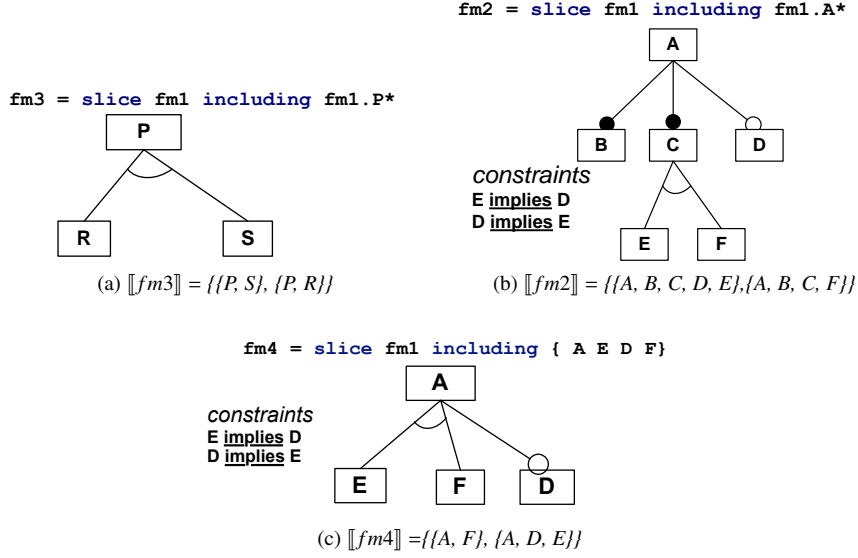 fm3 = slice fm1 including fm1.P*
P
R
S
(a) ⟦fm3⟧ = {{P, S}, {P, R}}
fm2 = slice fm1 including fm1.A*
A
B
C
D
constraints
E implies D
D implies E
E
F
(b) ⟦fm2⟧ = {{A, B, C, D, E},{A, B, C, F}}
fm4 = slice fm1 including { A E D F}
A
constraints
E implies D
D implies E
E
F
D
(c) ⟦fm4⟧ ={{A, F}, {A, D, E}}